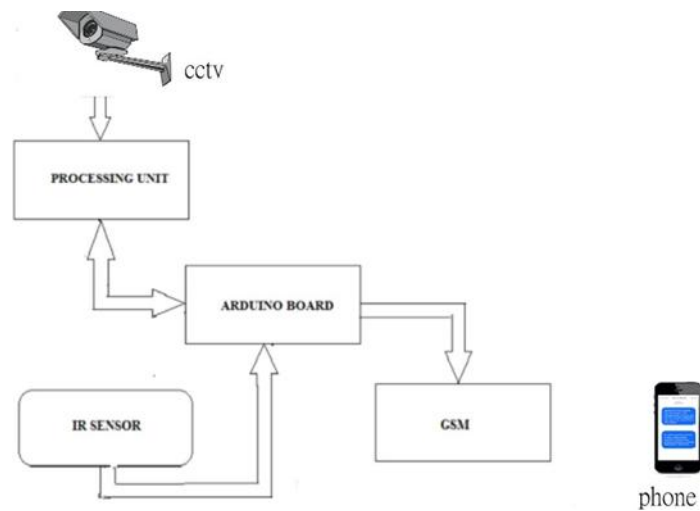 cctv
PROCESSING UNIT
ARDUINO BOARD
IR SENSOR
GSM
phone